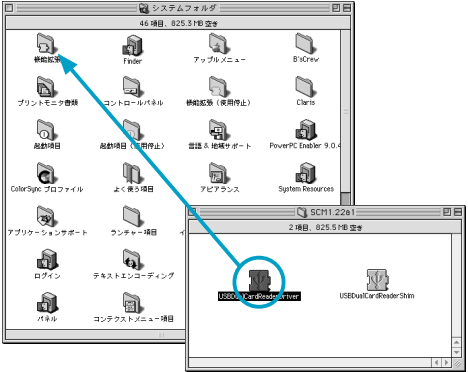 システムフォルダ
46 項目、825.3 MB 空き
機能拡張
Finder
アップルメニュー
B'sCrew
プリントモニタ書類
コントロールパネル
機能拡張（使用停止）
Claris
起動項目
起動項目（使用停止）
言語 & 地域サポート
PowerPC Enabler 9.0.4
ColorSync プロファイル
よく使う項目
アピアランス
System Resources
アプリケーションサポート
ランチャー項目
ログイン
テキストエンコーディング
パネル
コンテクストメニュー項目
SCM1.22a1
2 項目、825.5 MB 空き
USBDualCardReaderDriver
USBDualCardReaderShim